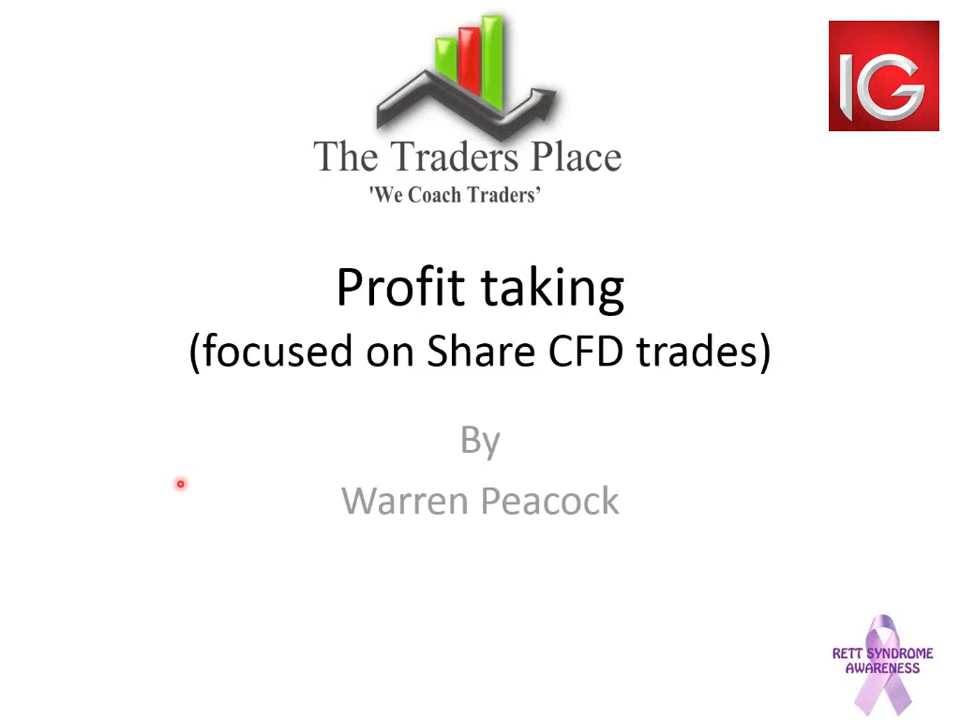 IG
The Traders Place
'We Coach Traders’
Profit taking
(focused on Share CFD trades)
By
Warren Peacock
RETT SYNDROME
AWARENESS